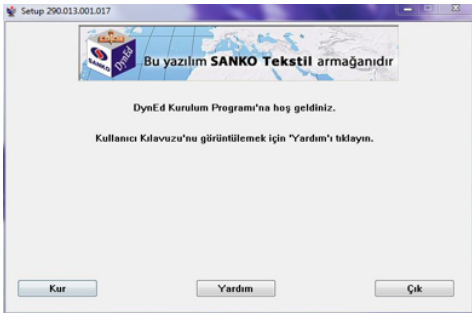 Setup 290.013.001.017
SANKO
DynEd
Bu yazılım SANKO Tekstil armağanıdır
DynEd Kurulum Programı'na hoş geldiniz.
Kullanıcı Kılavuzu'nu görüntülemek için 'Yardım'ı tıklayın.
Kur
Yardım
Çık